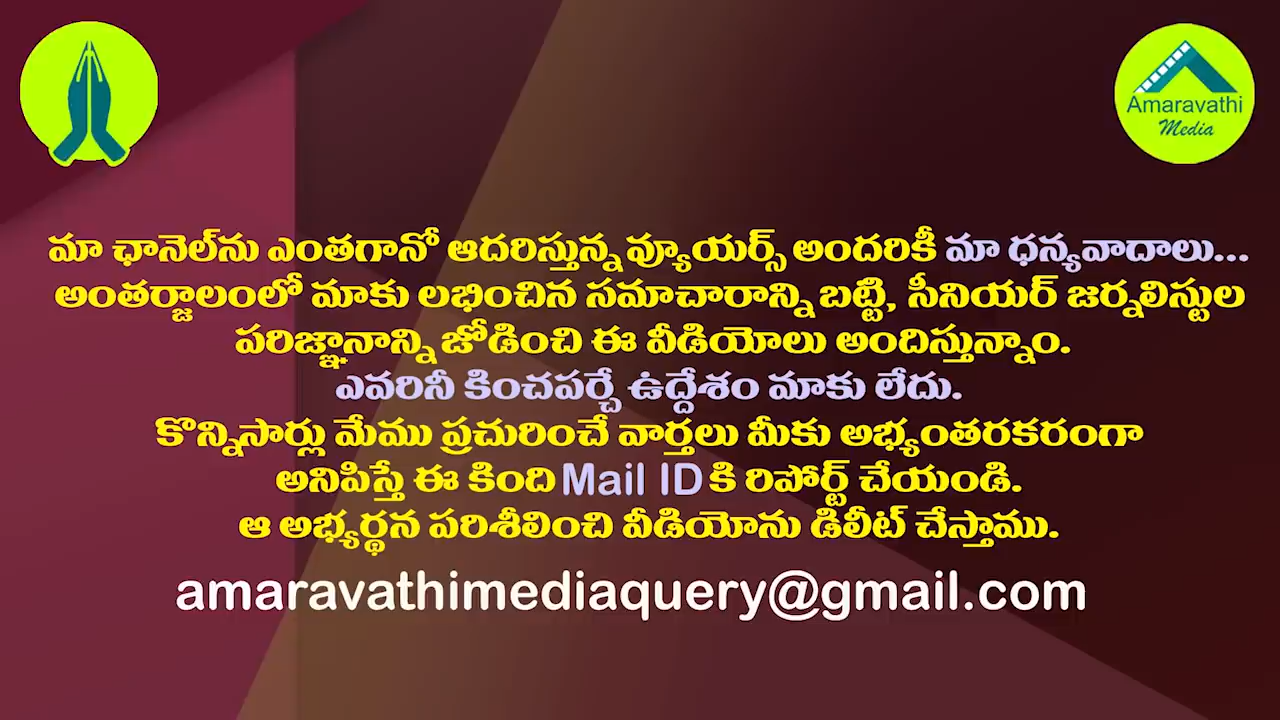 Amaravathi
Media
మా ఛానెల్‌ను ఎంతగానో ఆదరిస్తున్న వ్యూయర్స్ అందరికీ మా ధన్యవాదాలు...
అంతర్జాలంలో మాకు లభించిన సమాచారాన్ని బట్టి, సీనియర్ జర్నలిస్టుల
పరిజ్ఞానాన్ని జోడించి ఈ వీడియోలు అందిస్తున్నాం.
ఎవరినీ కించపర్చే ఉద్దేశం మాకు లేదు.
కొన్నిసార్లు మేము ప్రచురించే వార్తలు మీకు అభ్యంతరకరంగా
అనిపిస్తే ఈ కింది Mail ID కి రిపోర్ట్ చేయండి.
ఆ అభ్యర్థన పరిశీలించి వీడియోను డిలీట్ చేస్తాము.
amaravathimediaquery@gmail.com